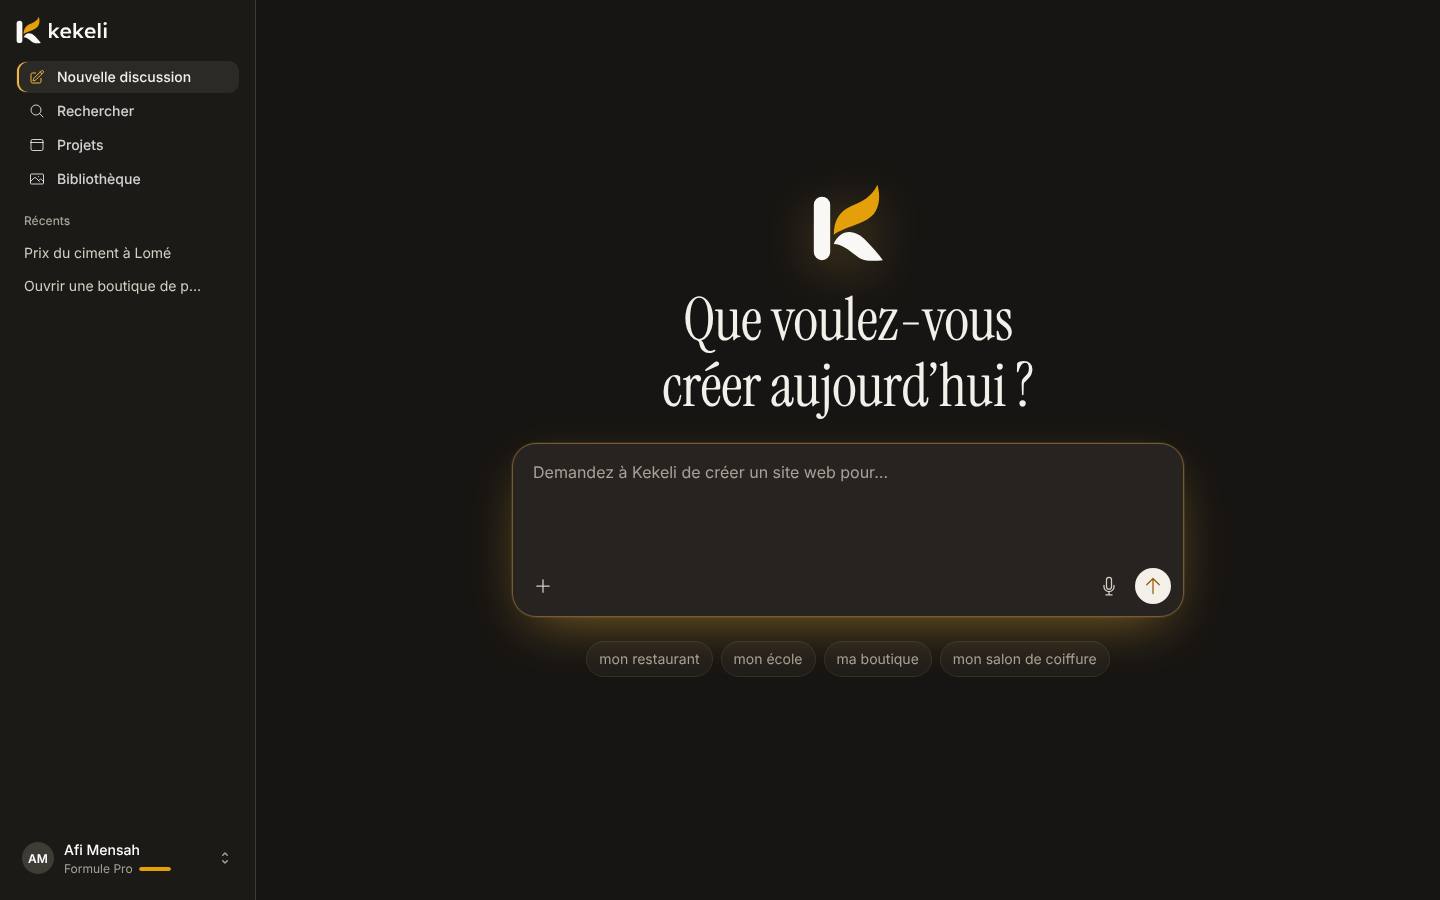 kekeli
Nouvelle discussion
Rechercher
Projets
Bibliothèque
Récents
Prix du ciment à Lomé
Ouvrir une boutique de p...
Que voulez-vous
créer aujourd’hui ?
Demandez à Kekeli de créer un site web pour...
mon restaurant
mon école
ma boutique
mon salon de coiffure
AM
Afi Mensah
Formule Pro